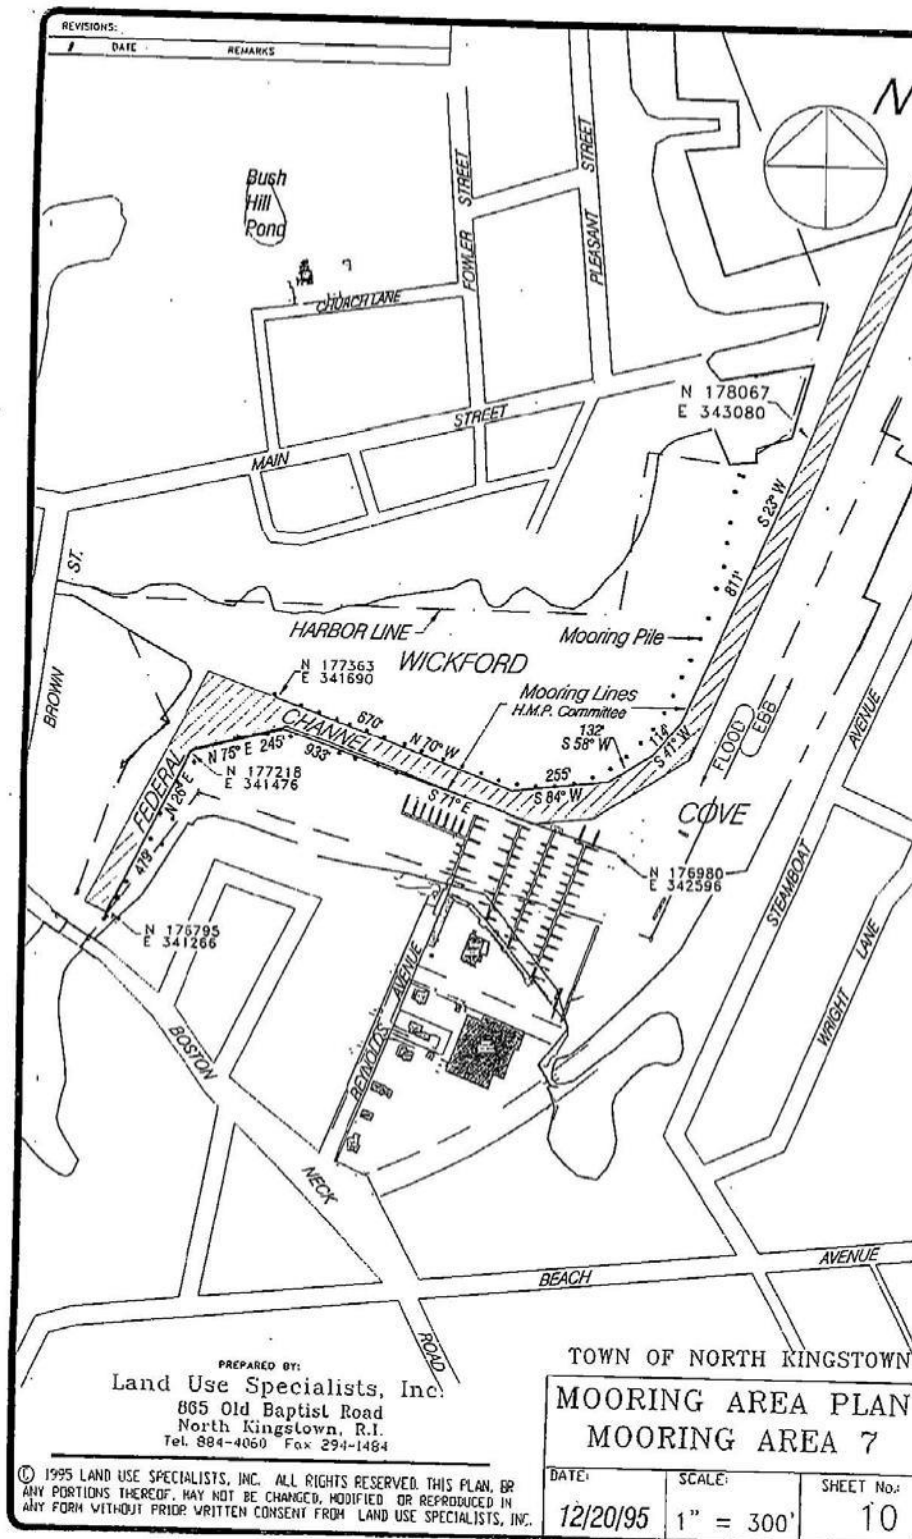 REVISIONS:
# DATE REMARKS
N
Bush
Hill
Pond
CHURCH LANE
FOWLER STREET
PLEASANT STREET
MAIN STREET
N 178067
E 343080
S 23° W
811'
BROWN ST.
HARBOR LINE
WICKFORD
Mooring Pile
N 177363
E 341690
Mooring Lines
H.M.P. Committee
FEDERAL CHANNEL
670'
N 70° W
132'
S 58° W
114'
S 41° W
255'
S 84° W
N 75° E 245'
933'
S 71° E
N 177218
E 341476
N 26° E
479'
FLOOD
EBB
COVE
N 176980
E 342596
N 176795
E 341266
STEAMBOAT AVENUE
WRIGHT LANE
REYNOLDS AVENUE
BOSTON NECK ROAD
BEACH AVENUE
PREPARED BY:
Land Use Specialists, Inc.
865 Old Baptist Road
North Kingstown, R.I.
Tel. 884-4060 Fax 294-1484
© 1995 LAND USE SPECIALISTS, INC. ALL RIGHTS RESERVED. THIS PLAN, OR
ANY PORTIONS THEREOF, MAY NOT BE CHANGED, MODIFIED OR REPRODUCED IN
ANY FORM WITHOUT PRIOR WRITTEN CONSENT FROM LAND USE SPECIALISTS, INC.
TOWN OF NORTH KINGSTOWN
MOORING AREA PLAN
MOORING AREA 7
DATE: SCALE: SHEET No.:
12/20/95 1" = 300' 10